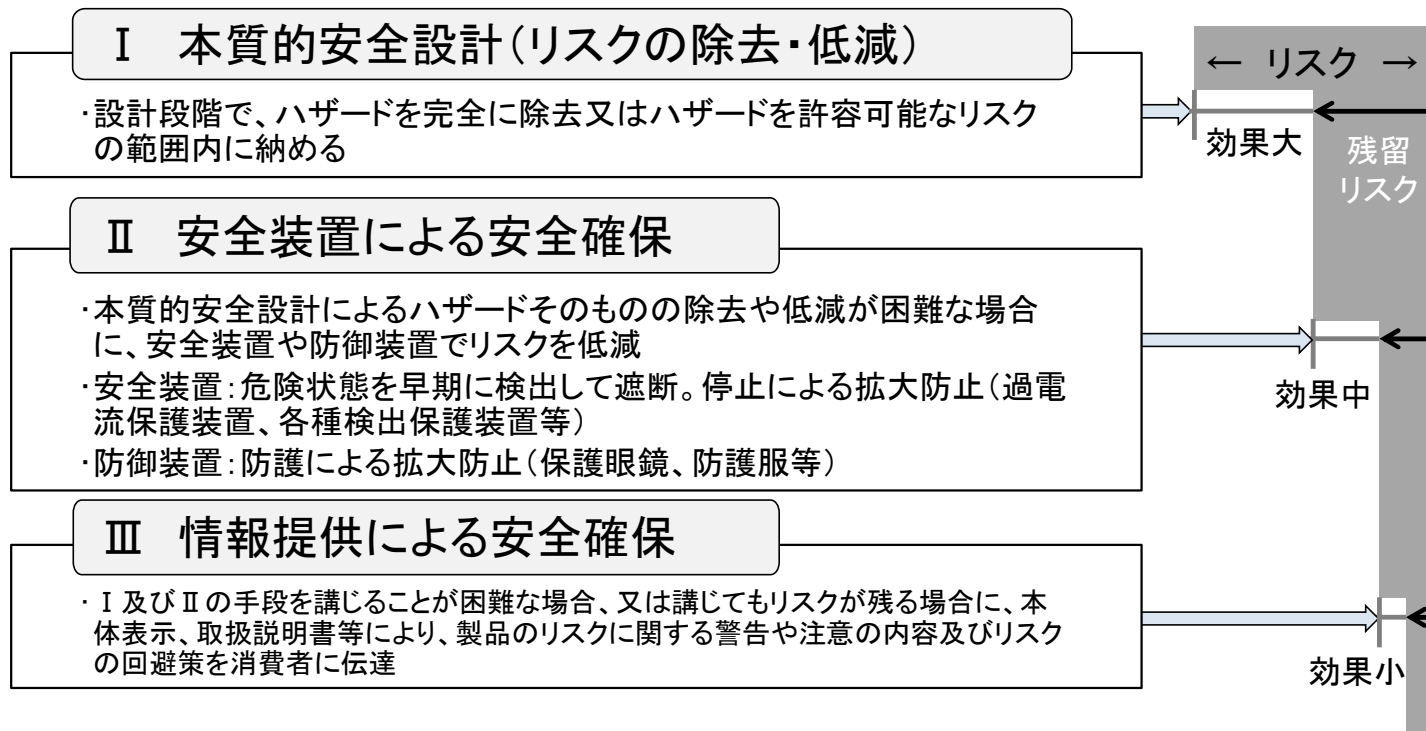 Ⅰ 本質的安全設計(リスクの除去・低減)
・設計段階で、ハザードを完全に除去又はハザードを許容可能なリスク
の範囲内に納める
← リスク →
効果大
残留
リスク
Ⅱ 安全装置による安全確保
・本質的安全設計によるハザードそのものの除去や低減が困難な場合
に、安全装置や防御装置でリスクを低減
・安全装置:危険状態を早期に検出して遮断。停止による拡大防止(過電
流保護装置、各種検出保護装置等)
・防御装置:防護による拡大防止(保護眼鏡、防護服等)
効果中
Ⅲ 情報提供による安全確保
・Ⅰ及びⅡの手段を講じることが困難な場合、又は講じてもリスクが残る場合に、本
体表示、取扱説明書等により、製品のリスクに関する警告や注意の内容及びリスク
の回避策を消費者に伝達
効果小